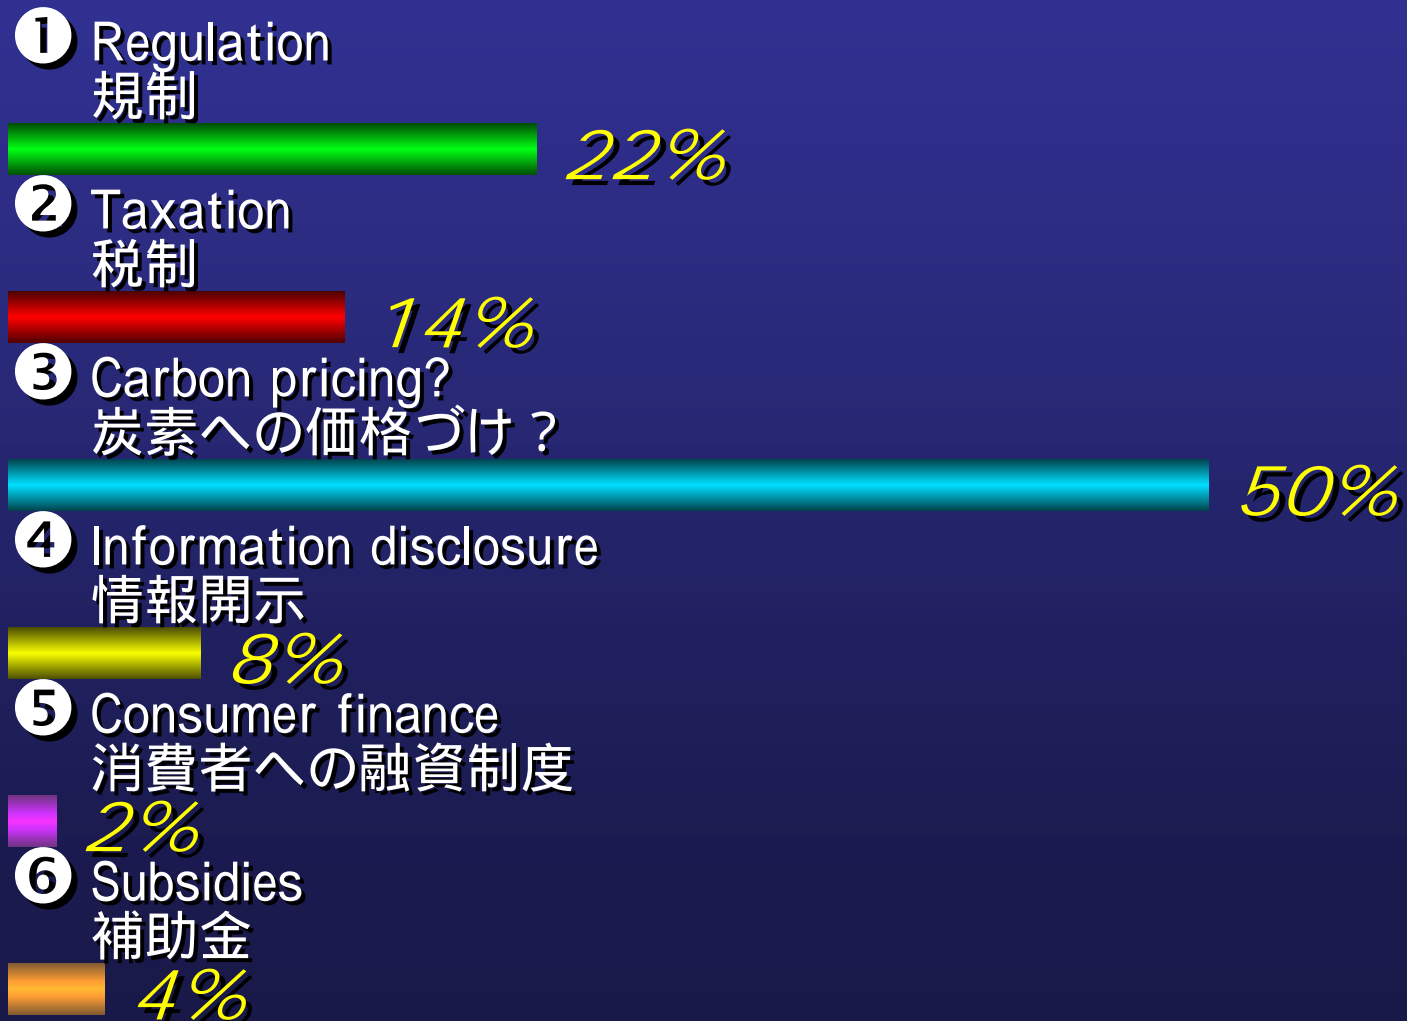 ❶ Regulation
規制
22%
❷ Taxation
税制
14%
❸ Carbon pricing?
炭素への価格づけ？
50%
❹ Information disclosure
情報開示
8%
❺ Consumer finance
消費者への融資制度
2%
❻ Subsidies
補助金
4%